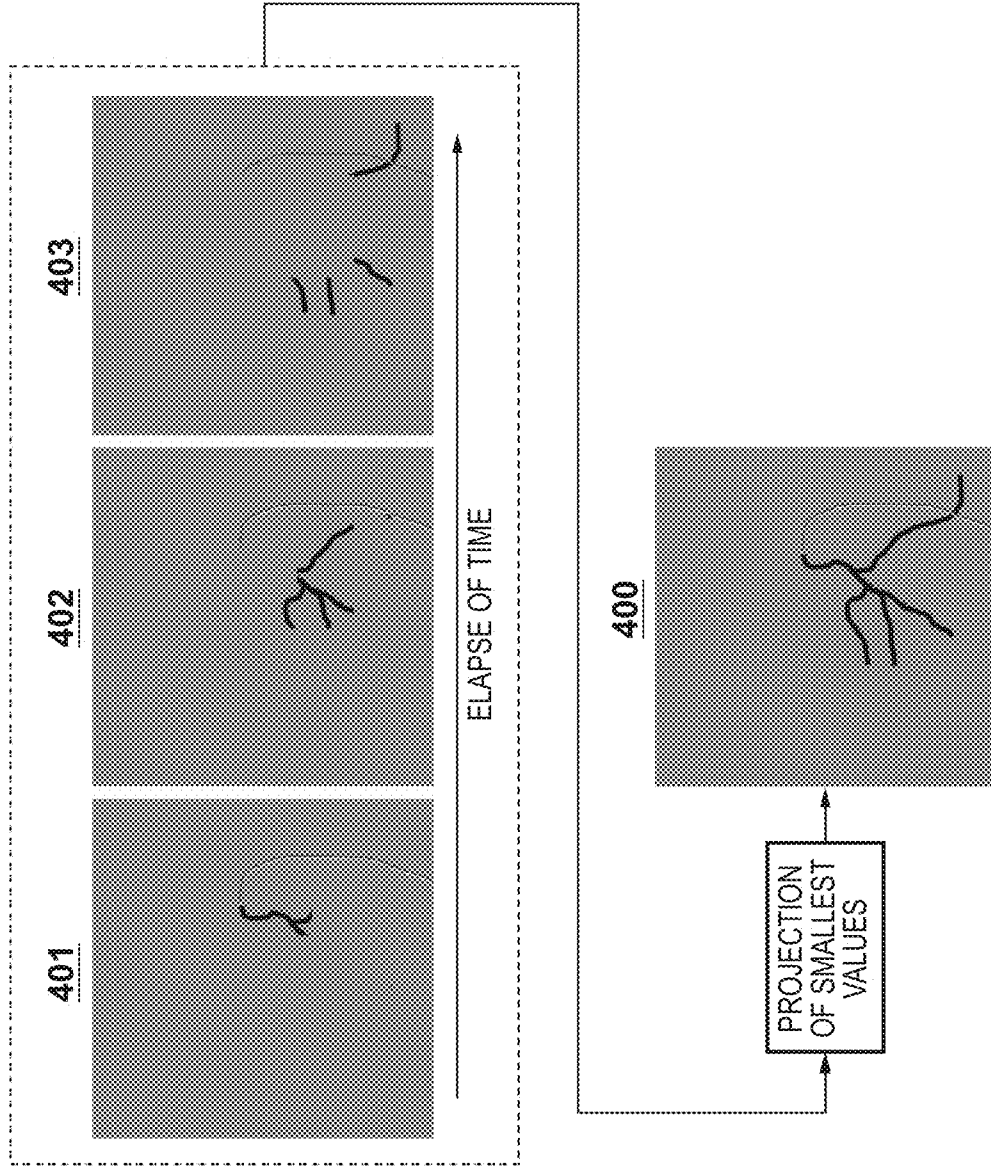 401
402
403
ELAPSE OF TIME
PROJECTION
OF SMALLEST
VALUES
400